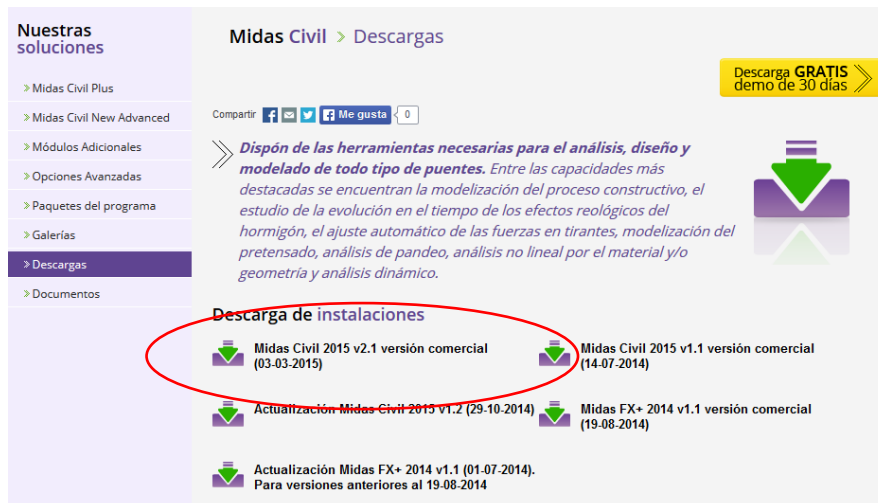 Nuestras
soluciones
Midas Civil Plus
Midas Civil New Advanced
Módulos Adicionales
Opciones Avanzadas
Paquetes del programa
Galerías
Descargas
Documentos
Midas Civil > Descargas
Descarga GRATIS
demo de 30 días
Compartir Me gusta 0
Dispón de las herramientas necesarias para el análisis, diseño y
modelado de todo tipo de puentes. Entre las capacidades más
destacadas se encuentran la modelización del proceso constructivo, el
estudio de la evolución en el tiempo de los efectos reológicos del
hormigón, el ajuste automático de las fuerzas en tirantes, modelización del
pretensado, análisis de pandeo, análisis no lineal por el material y/o
geometría y análisis dinámico.
Descarga de instalaciones
Midas Civil 2015 v2.1 versión comercial
(03-03-2015)
Midas Civil 2015 v1.1 versión comercial
(14-07-2014)
Actualización Midas Civil 2015 v1.2 (29-10-2014)
Midas FX+ 2014 v1.1 versión comercial
(19-08-2014)
Actualización Midas FX+ 2014 v1.1 (01-07-2014).
Para versiones anteriores al 19-08-2014